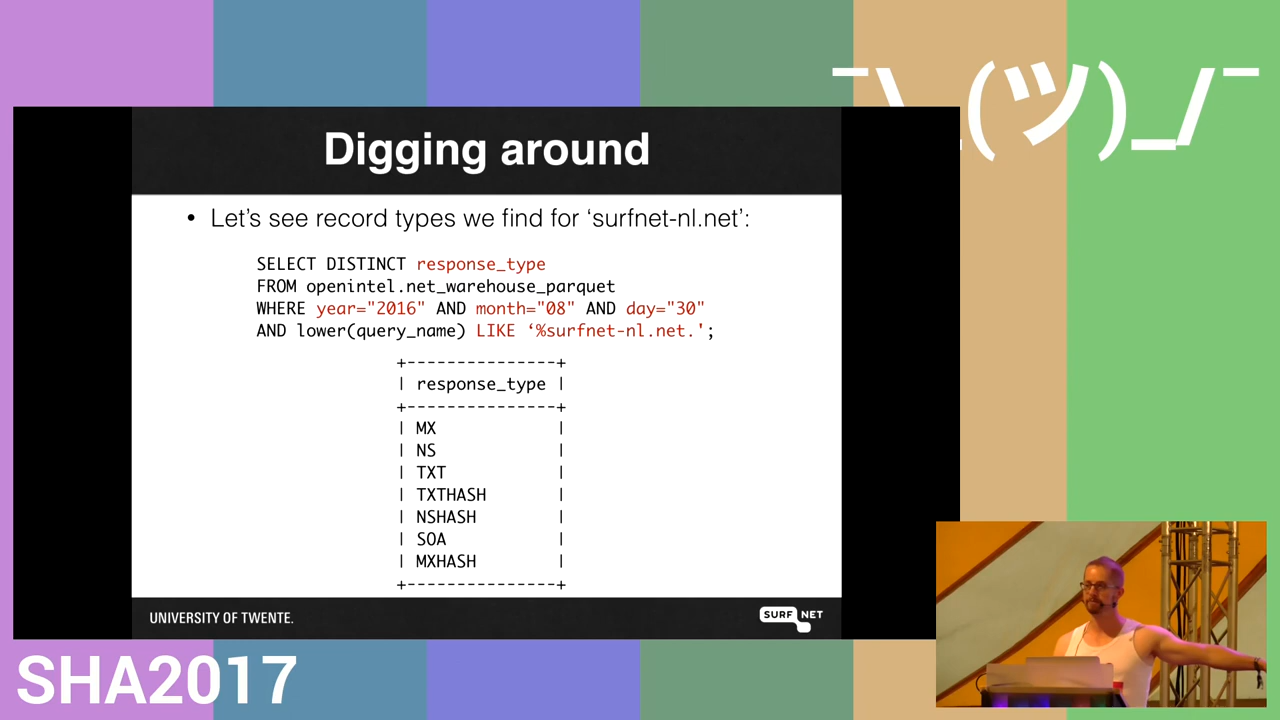 ¯\_(ツ)_/¯
Digging around
• Let’s see record types we find for ‘surfnet-nl.net’:
SELECT DISTINCT response_type
FROM openintel.net_warehouse_parquet
WHERE year="2016" AND month="08" AND day="30"
AND lower(query_name) LIKE ‘%surfnet-nl.net.';
+---------------+
| response_type |
+---------------+
| MX            |
| NS            |
| TXT           |
| TXTHASH       |
| NSHASH        |
| SOA           |
| MXHASH        |
+---------------+
UNIVERSITY OF TWENTE.
SURF NET
SHA2017